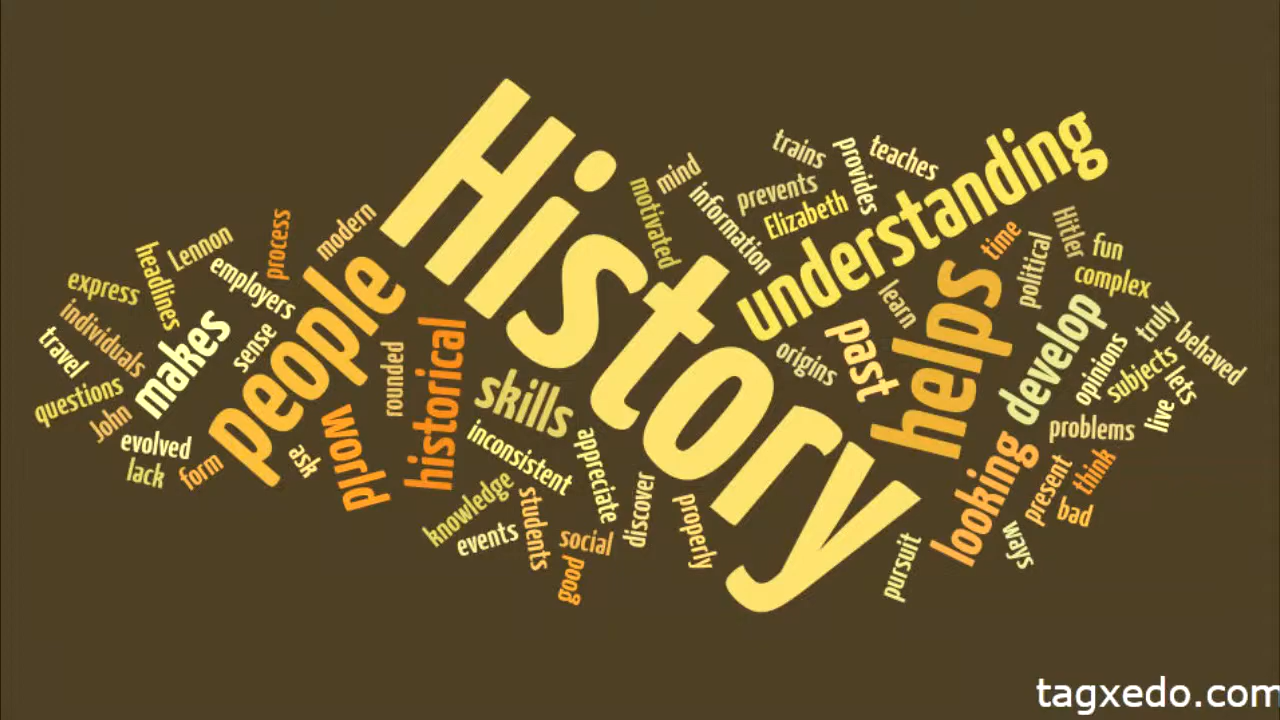 History
understanding
people
helps
historical
world
skills
makes
past
develop
looking
trains
provides
teaches
mind
motivated
information
prevents
Elizabeth
modern
process
Lennon
headlines
employers
express
individuals
travel
sense
questions
John
evolved
lack
form
ask
rounded
inconsistent
appreciate
knowledge
events
students
social
good
discover
properly
origins
learn
time
political
Hitler
fun
complex
truly
behaved
opinions
subjects
lets
live
problems
think
present
bad
ways
pursuit
tagxedo.com